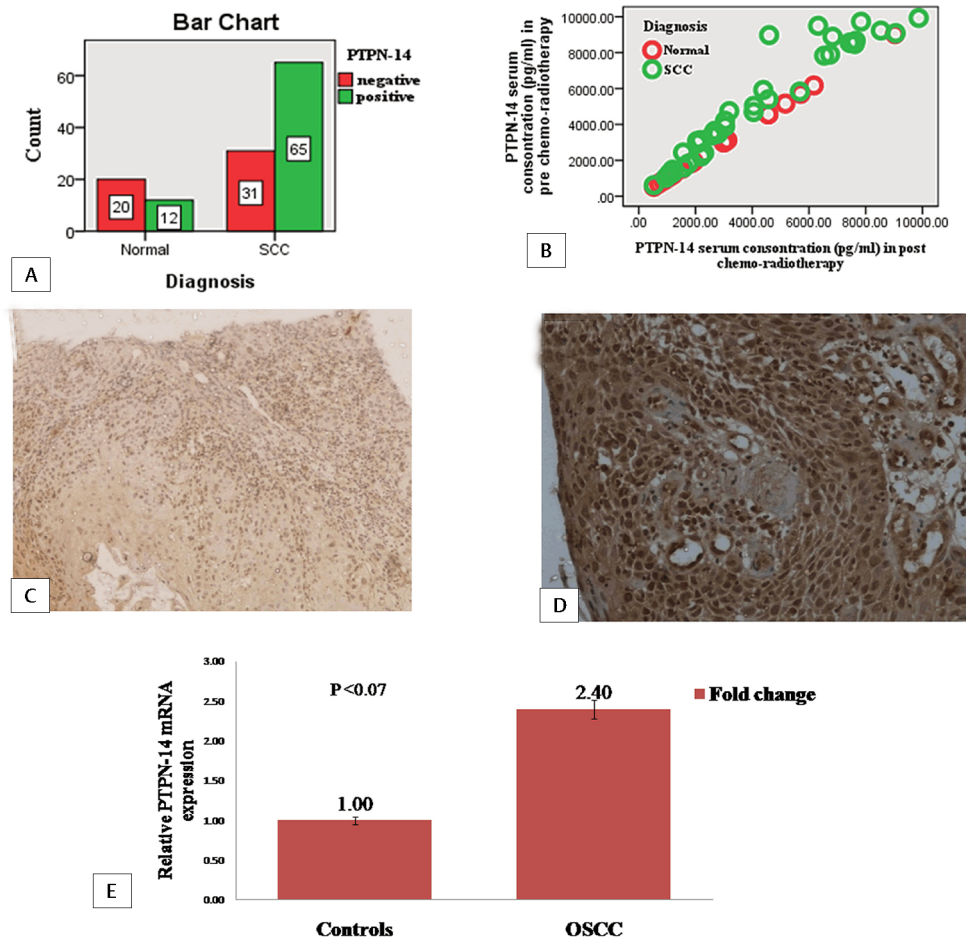 Bar Chart
PTPN-14
negative
positive
Count
60
40
20
0
20
12
31
65
Normal
SCC
Diagnosis
A
PTPN-14 serum
consontration (pg/ml) in
pre chemo-radiotherapy
10000.00
8000.00
6000.00
4000.00
2000.00
.00
Diagnosis
Normal
SCC
.00 2000.00 4000.00 6000.00 8000.00 10000.00
PTPN-14 serum consontration (pg/ml) in post
chemo-radiotherapy
B
C
D
Relative PTPN-14 mRNA
expression
3.00
2.50
2.00
1.50
1.00
0.50
0.00
P <0.07
1.00
2.40
Fold change
Controls
OSCC
E